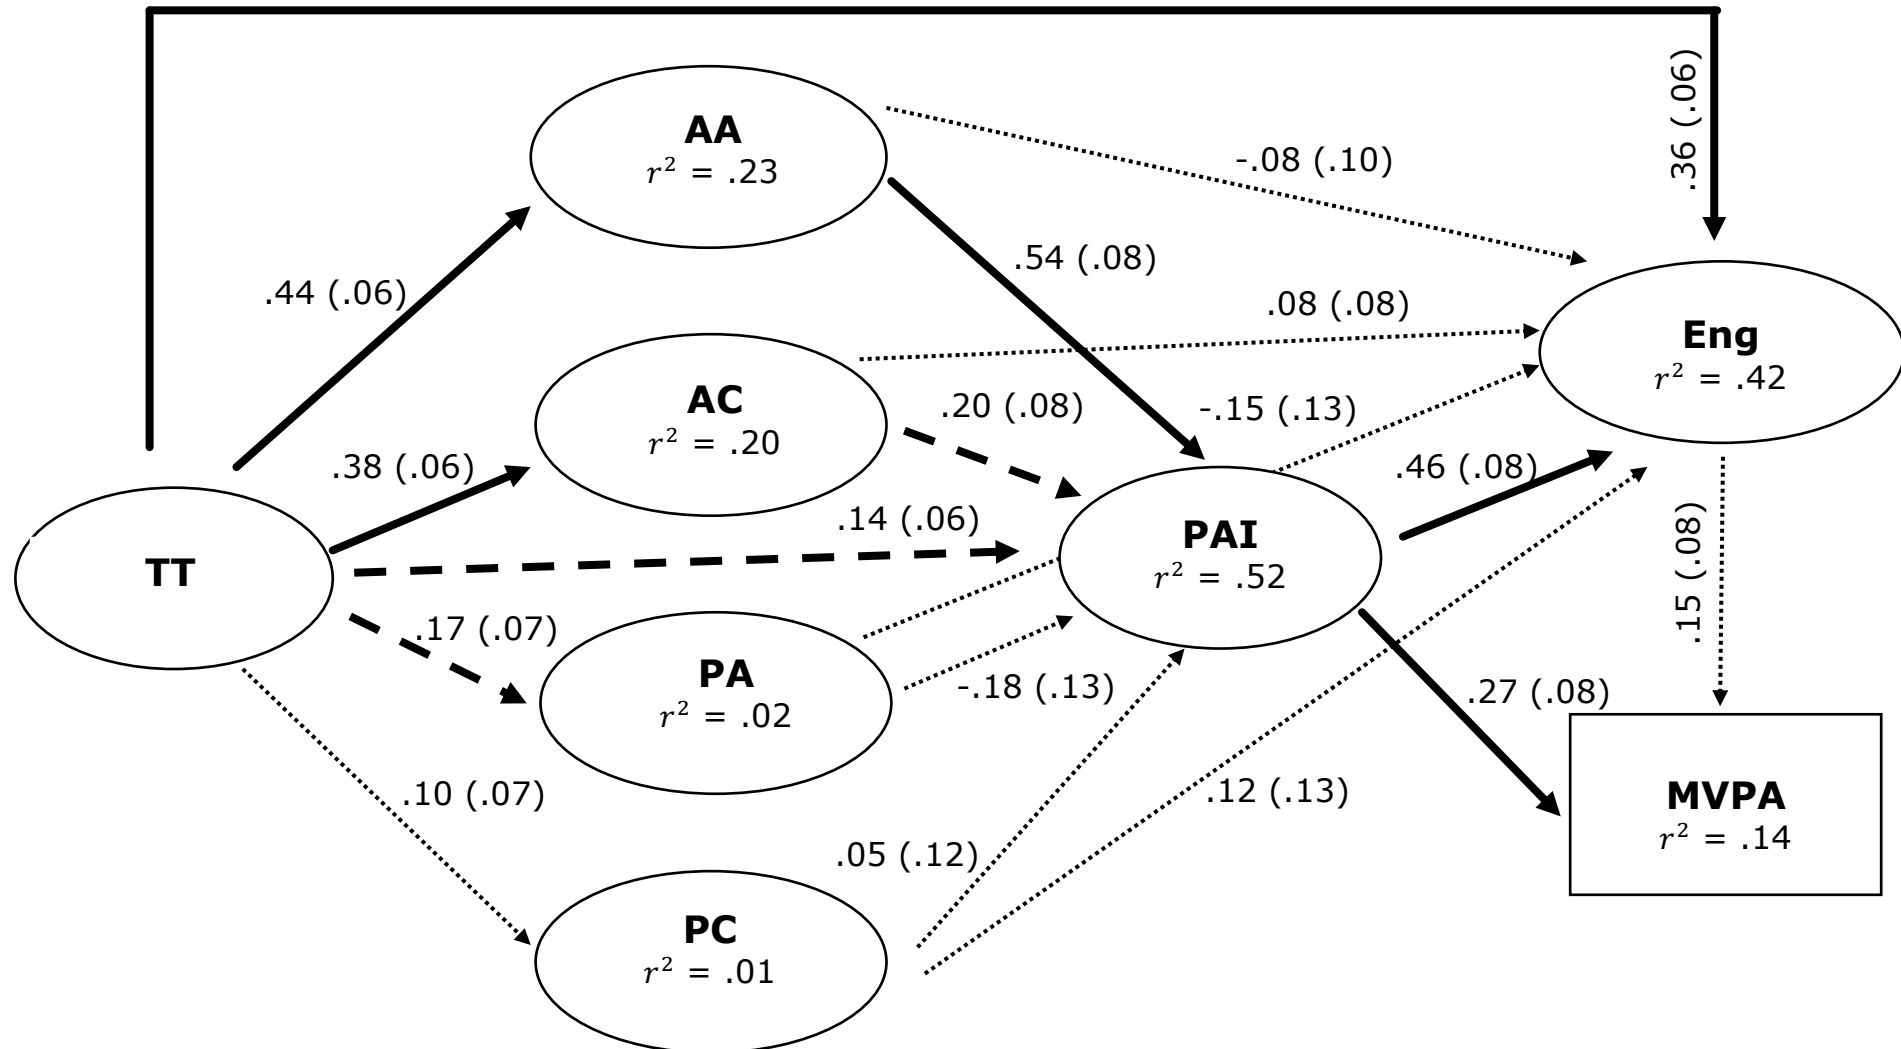 .36 (.06)
AA
r² = .23
-.08 (.10)
.54 (.08)
.44 (.06)
.08 (.08)
Eng
r² = .42
AC
r² = .20
.20 (.08)
-.15 (.13)
.38 (.06)
.46 (.08)
.14 (.06)
PAI
r² = .52
.15 (.08)
TT
.17 (.07)
PA
r² = .02
-.18 (.13)
.27 (.08)
.10 (.07)
.12 (.13)
MVPA
r² = .14
.05 (.12)
PC
r² = .01